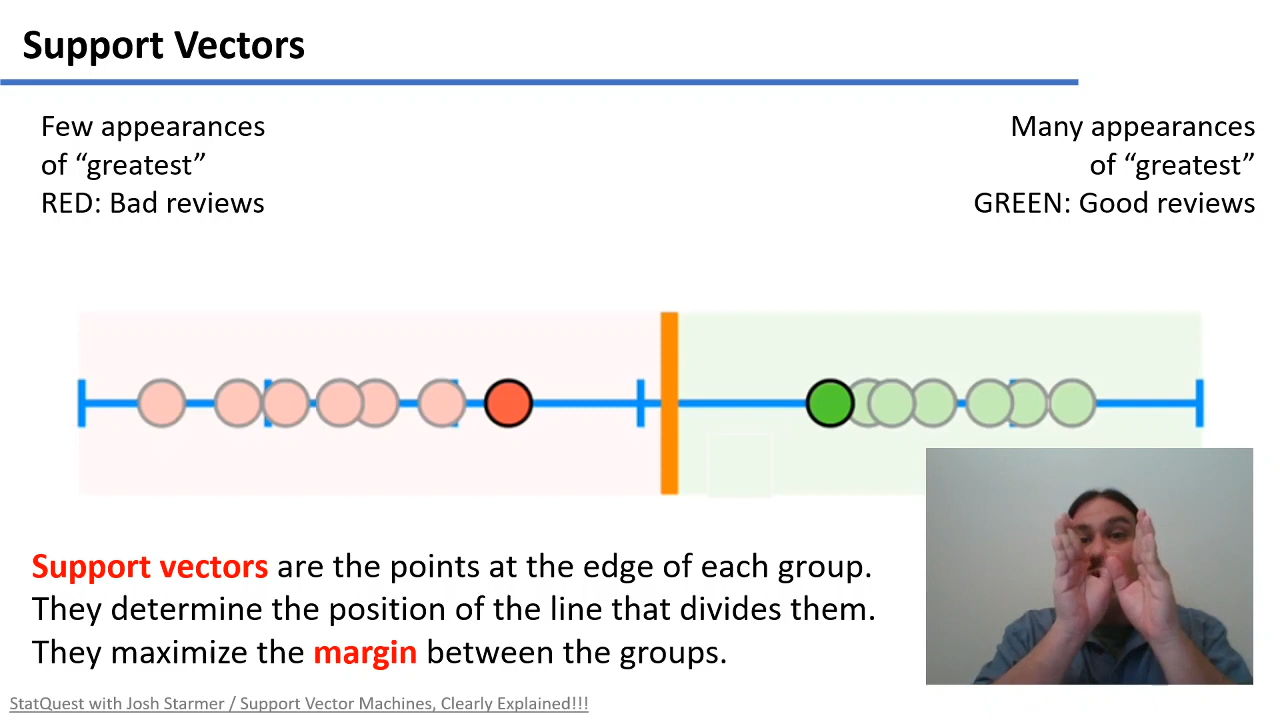 Support Vectors
Few appearances
of “greatest”
RED: Bad reviews
Many appearances
of “greatest”
GREEN: Good reviews
Support vectors are the points at the edge of each group.
They determine the position of the line that divides them.
They maximize the margin between the groups.
StatQuest with Josh Starmer / Support Vector Machines, Clearly Explained!!!